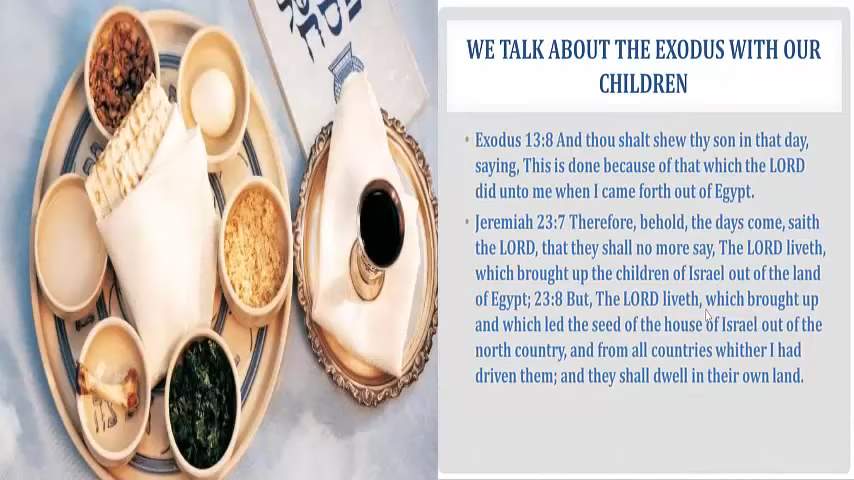 פסח
WE TALK ABOUT THE EXODUS WITH OUR
CHILDREN
• Exodus 13:8 And thou shalt shew thy son in that day,
saying, This is done because of that which the LORD
did unto me when I came forth out of Egypt.
• Jeremiah 23:7 Therefore, behold, the days come, saith
the LORD, that they shall no more say, The LORD liveth,
which brought up the children of Israel out of the land
of Egypt; 23:8 But, The LORD liveth, which brought up
and which led the seed of the house of Israel out of the
north country, and from all countries whither I had
driven them; and they shall dwell in their own land.